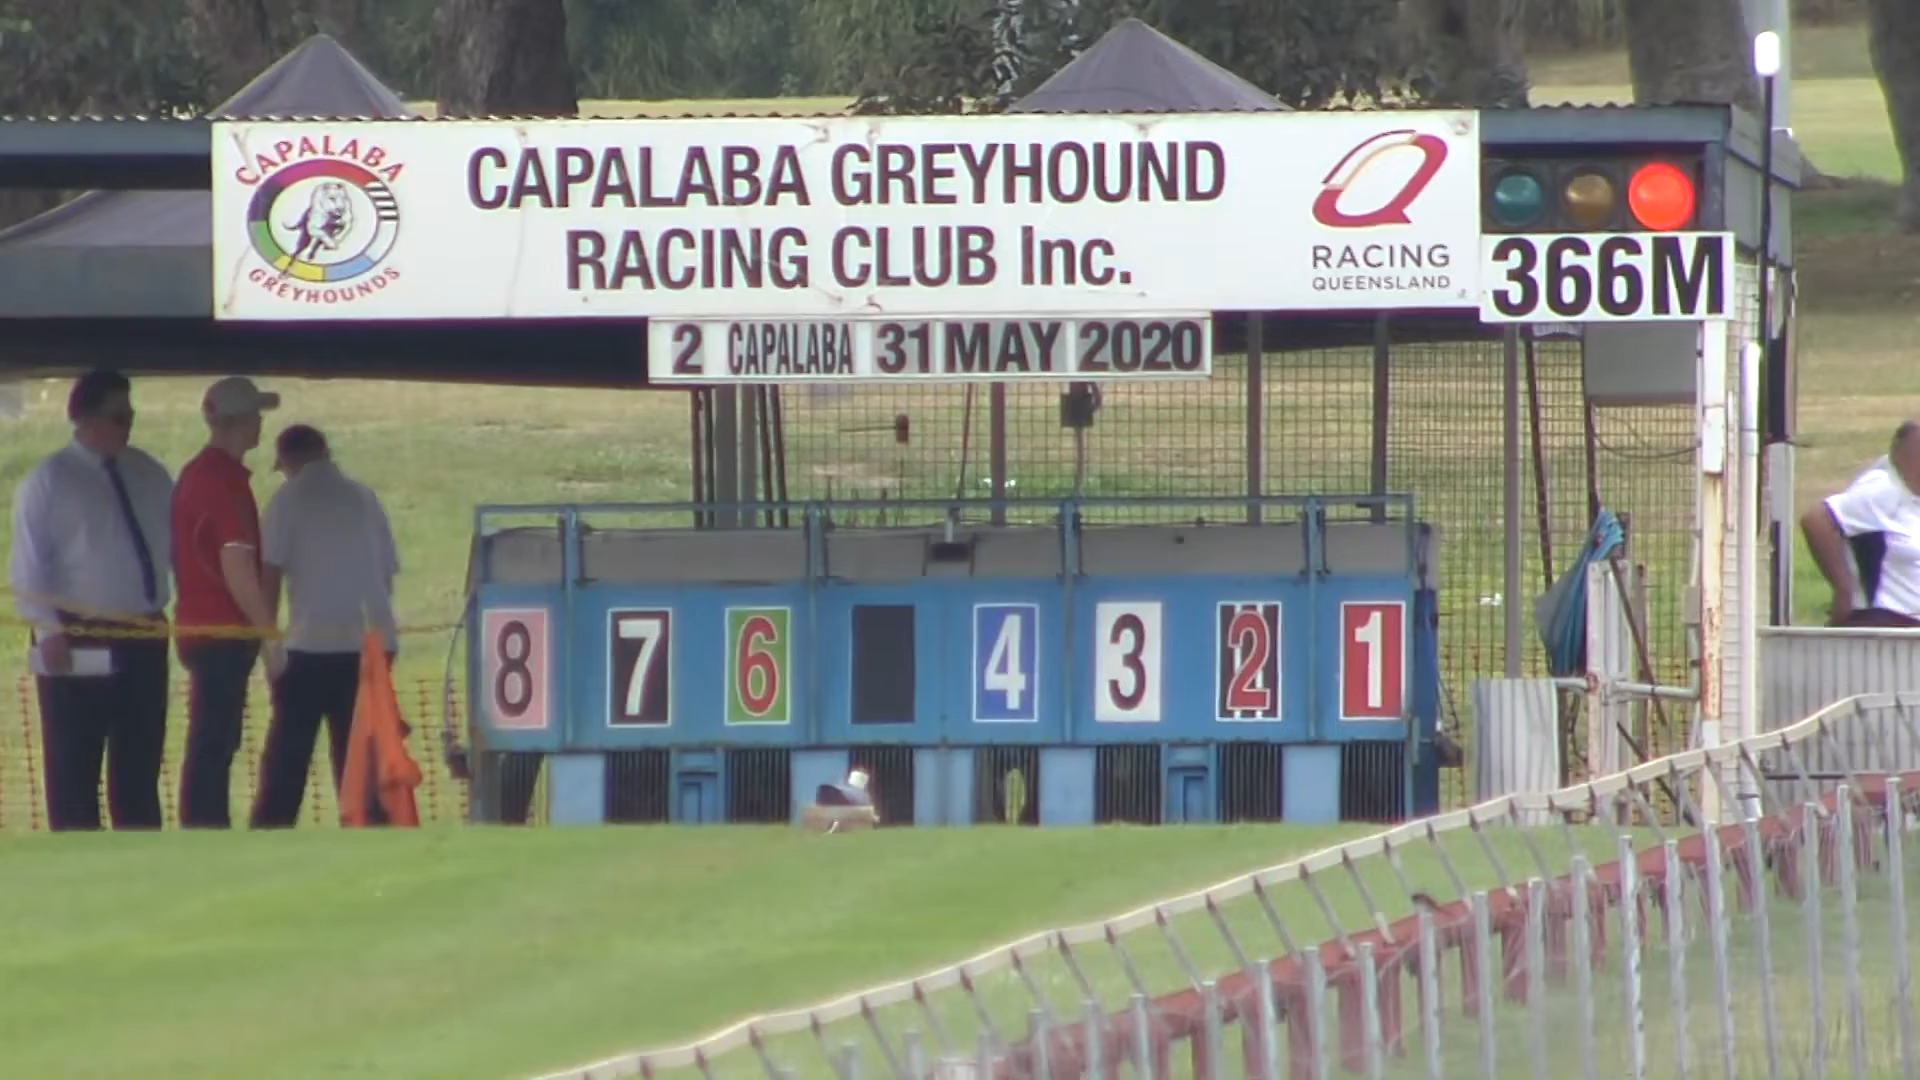 CAPALABA
GREYHOUNDS
CAPALABA GREYHOUND
RACING CLUB Inc.
RACING
QUEENSLAND
366M
2 CAPALABA 31 MAY 2020
8 7 6 4 3 2 1